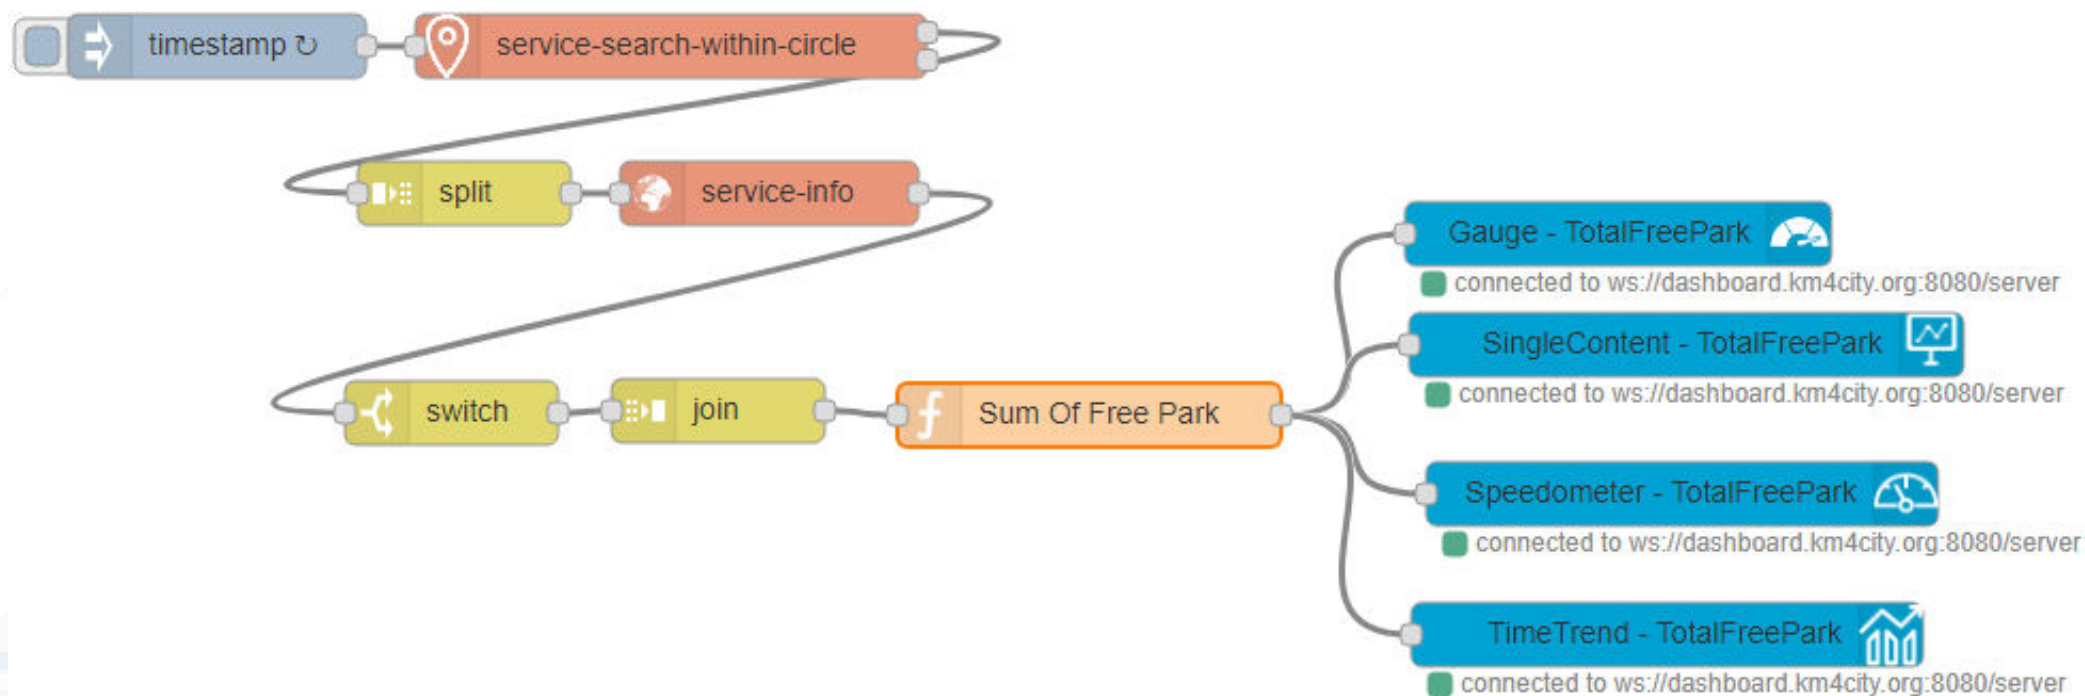 timestamp ↻
service-search-within-circle
split
service-info
Gauge - TotalFreePark
connected to ws://dashboard.km4city.org:8080/server
SingleContent - TotalFreePark
connected to ws://dashboard.km4city.org:8080/server
switch
join
Sum Of Free Park
Speedometer - TotalFreePark
connected to ws://dashboard.km4city.org:8080/server
TimeTrend - TotalFreePark
connected to ws://dashboard.km4city.org:8080/server